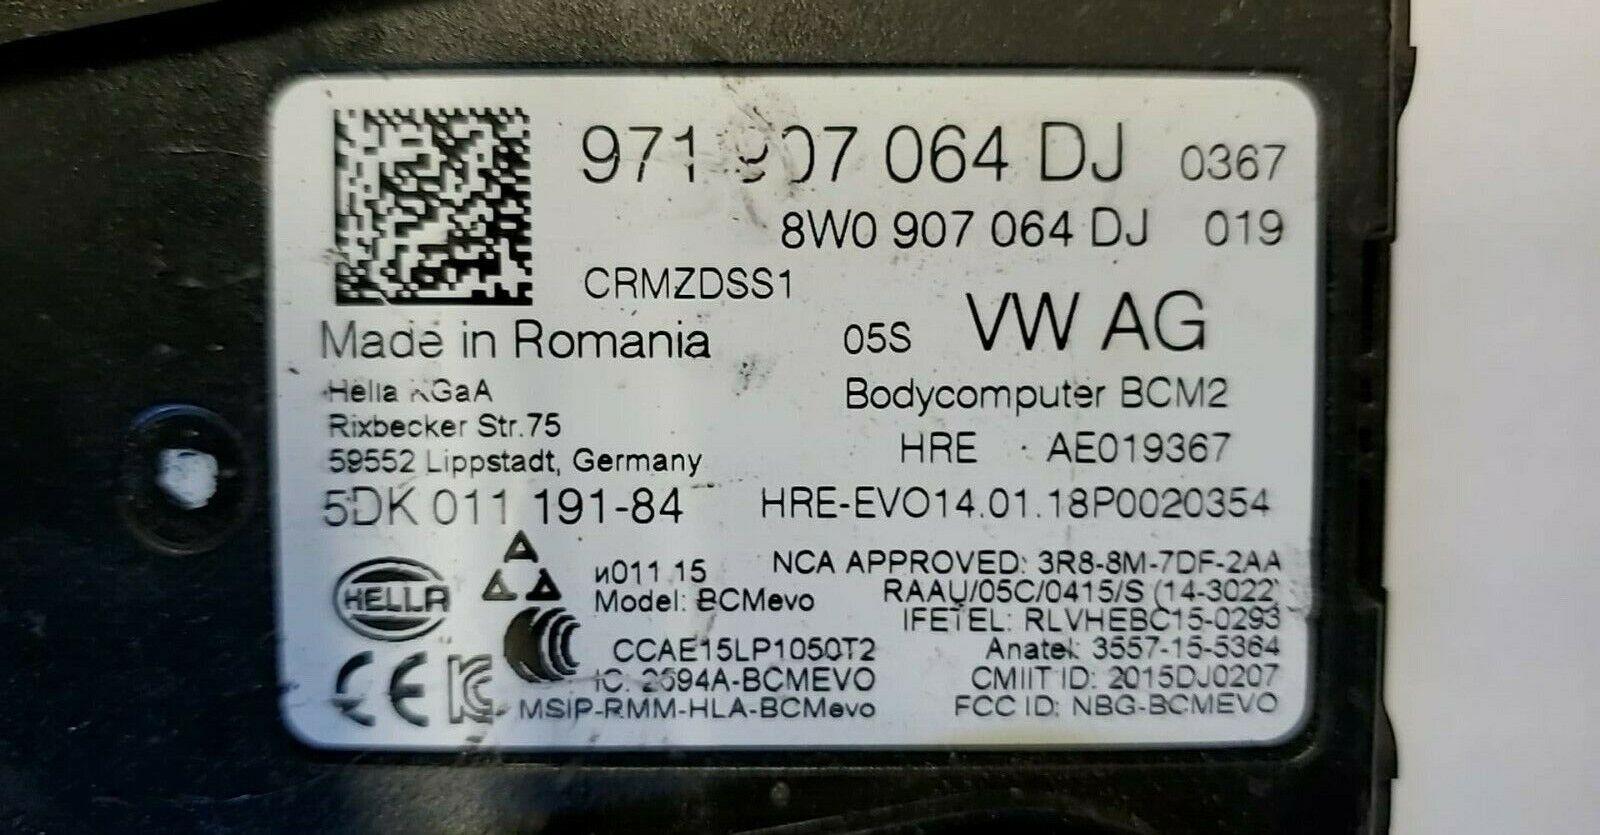 971 907 064 DJ 0367
8W0 907 064 DJ 019
CRMZDSS1
Made in Romania 05S VW AG
Hella KGaA Bodycomputer BCM2
Rixbecker Str.75
HRE AE019367
59552 Lippstadt, Germany
5DK 011 191-84 HRE-EVO14.01.18P0020354
И011 15 NCA APPROVED: 3R8-8M-7DF-2AA
Model: BCMevo RAAU/05C/0415/S (14-3022)
HELLA IFETEL: RLVHEBC15-0293
CCAE15LP1050T2 Anatel: 3557-15-5364
CE IC: 2694A-BCMEVO CMIIT ID: 2015DJ0207
MSIP-RMM-HLA-BCMevo FCC ID: NBG-BCMEVO